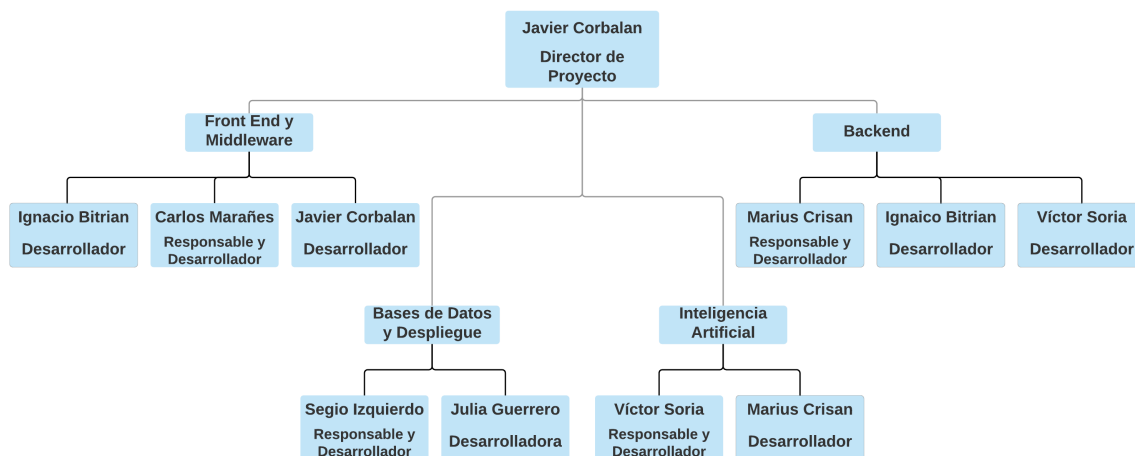 Javier Corbalan
Director de
Proyecto
Front End y
Middleware
Backend
Ignacio Bitrian
Desarrollador
Carlos Marañes
Responsable y
Desarrollador
Javier Corbalan
Desarrollador
Marius Crisan
Responsable y
Desarrollador
Ignaico Bitrian
Desarrollador
Víctor Soria
Desarrollador
Bases de Datos
y Despliegue
Inteligencia
Artificial
Segio Izquierdo
Responsable y
Desarrollador
Julia Guerrero
Desarrolladora
Víctor Soria
Responsable y
Desarrollador
Marius Crisan
Desarrollador